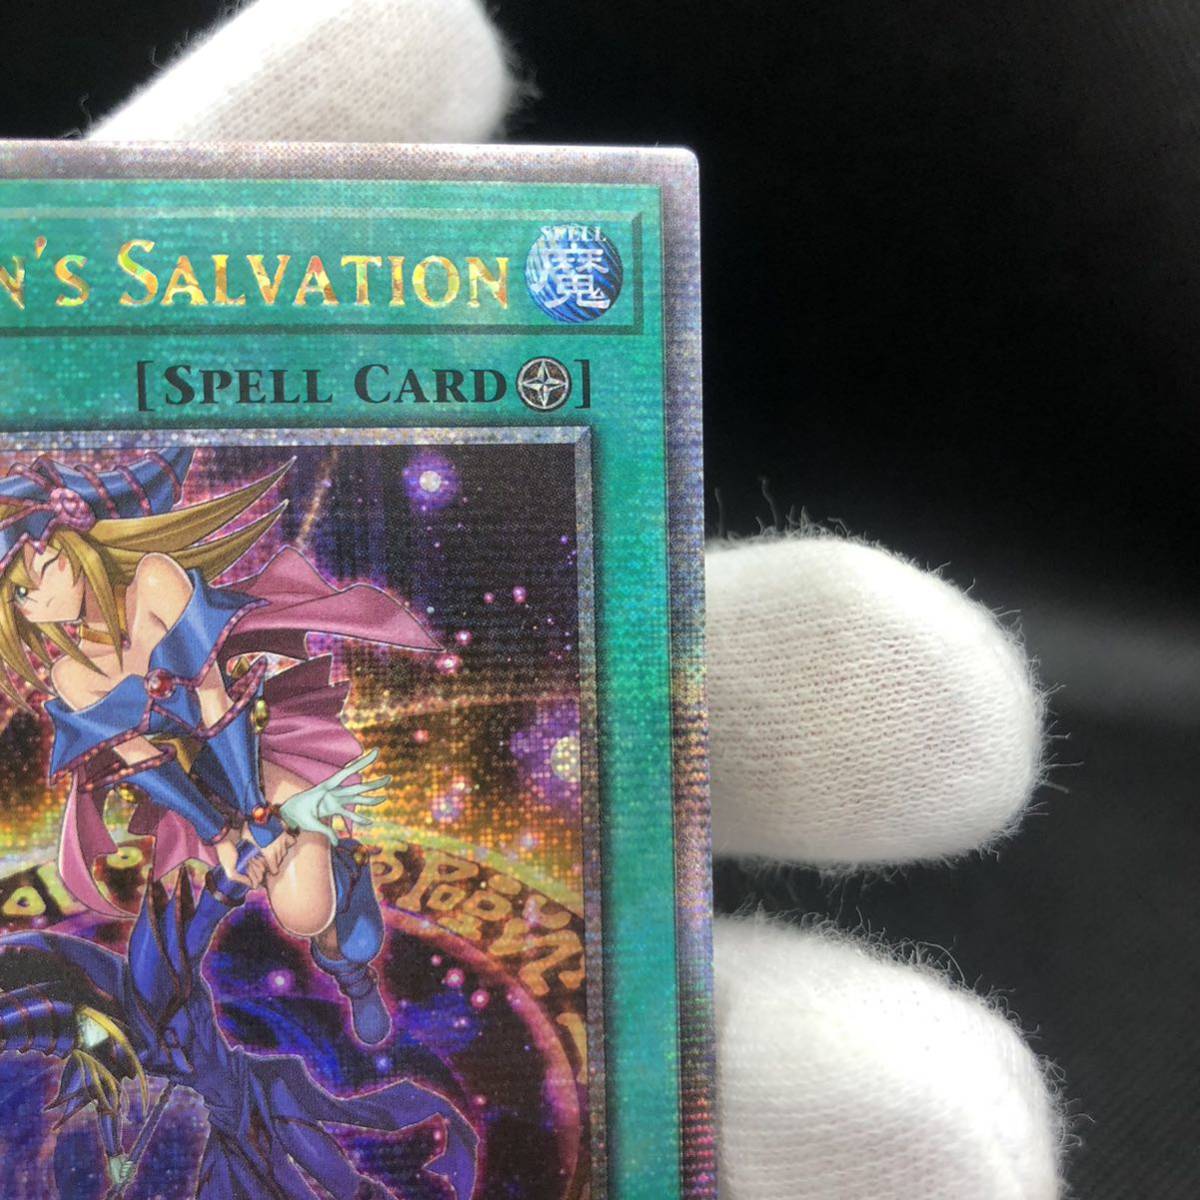 n's Salvation
SPELL
魔
[Spell Card]